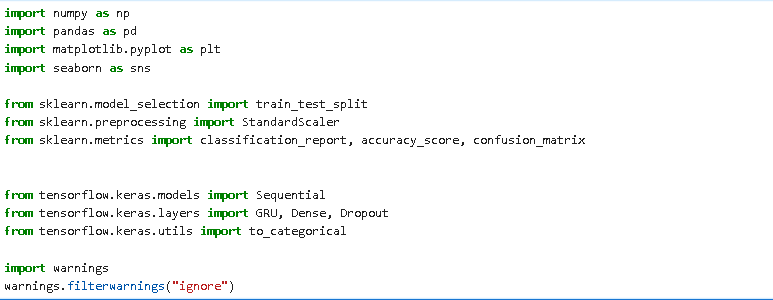 import numpy as np
import pandas as pd
import matplotlib.pyplot as plt
import seaborn as sns
from sklearn.model_selection import train_test_split
from sklearn.preprocessing import StandardScaler
from sklearn.metrics import classification_report, accuracy_score, confusion_matrix
from tensorflow.keras.models import Sequential
from tensorflow.keras.layers import GRU, Dense, Dropout
from tensorflow.keras.utils import to_categorical
import warnings
warnings.filterwarnings("ignore")